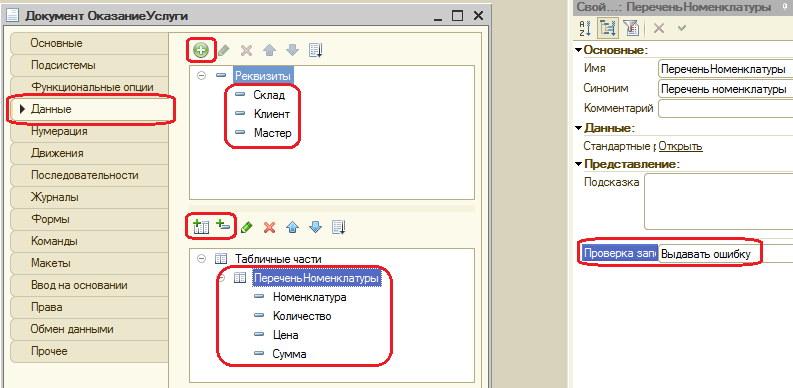 Документ ОказаниеУслуги
Основные
Подсистемы
Функциональные опции
Данные
Нумерация
Движения
Последовательности
Журналы
Формы
Команды
Макеты
Ввод на основании
Права
Обмен данными
Прочее
Реквизиты
Склад
Клиент
Мастер
Табличные части
ПереченьНоменклатуры
Номенклатура
Количество
Цена
Сумма
Свой...: ПереченьНоменклатуры
Основные:
Имя ПереченьНоменклатуры
Синоним Перечень номенклатуры
Комментарий
Данные:
Стандартные р Открыть
Представление:
Подсказка
Проверка запо Выдавать ошибку